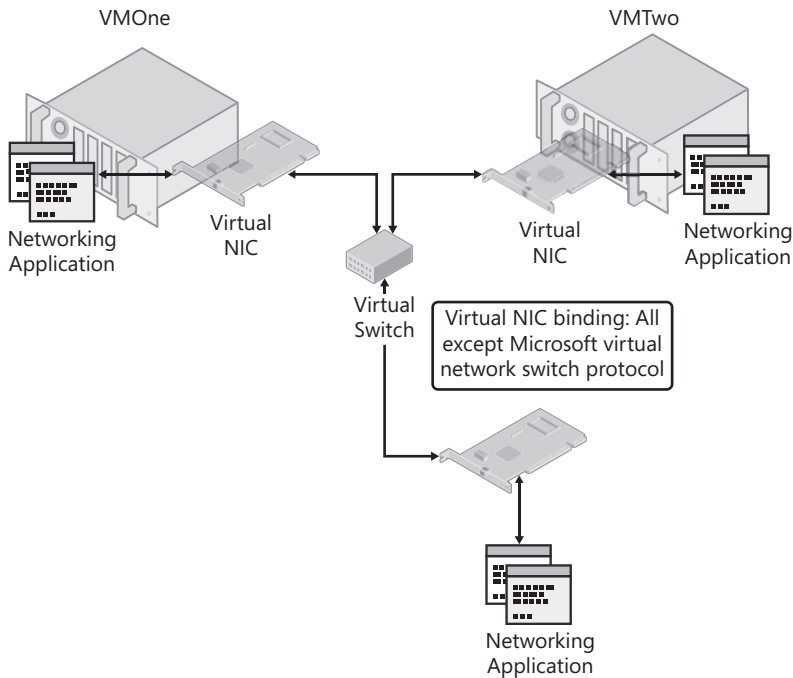 VMOne
VMTwo
Networking
Application
Virtual
NIC
Virtual
NIC
Networking
Application
Virtual
Switch
Virtual NIC binding: All
except Microsoft virtual
network switch protocol
Networking
Application